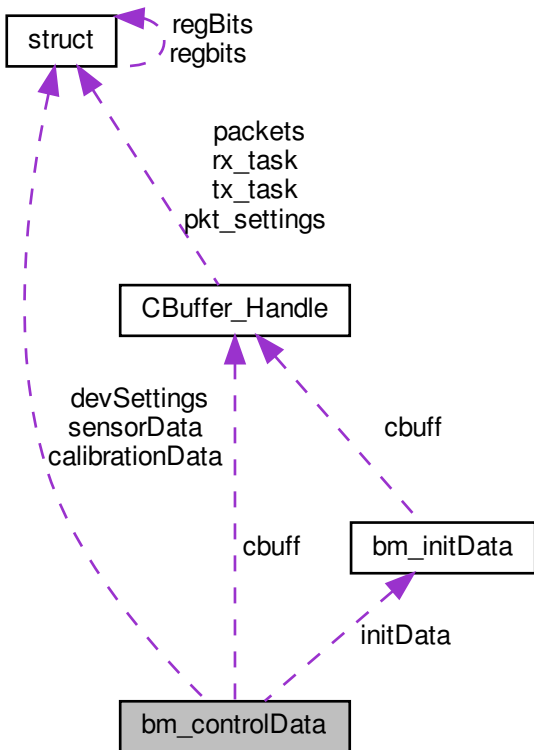 regBits
struct
regbits
packets
rx_task
tx_task
pkt_settings
CBuffer_Handle
devSettings
sensorData
calibrationData
cbuff
cbuff
bm_initData
initData
bm_controlData